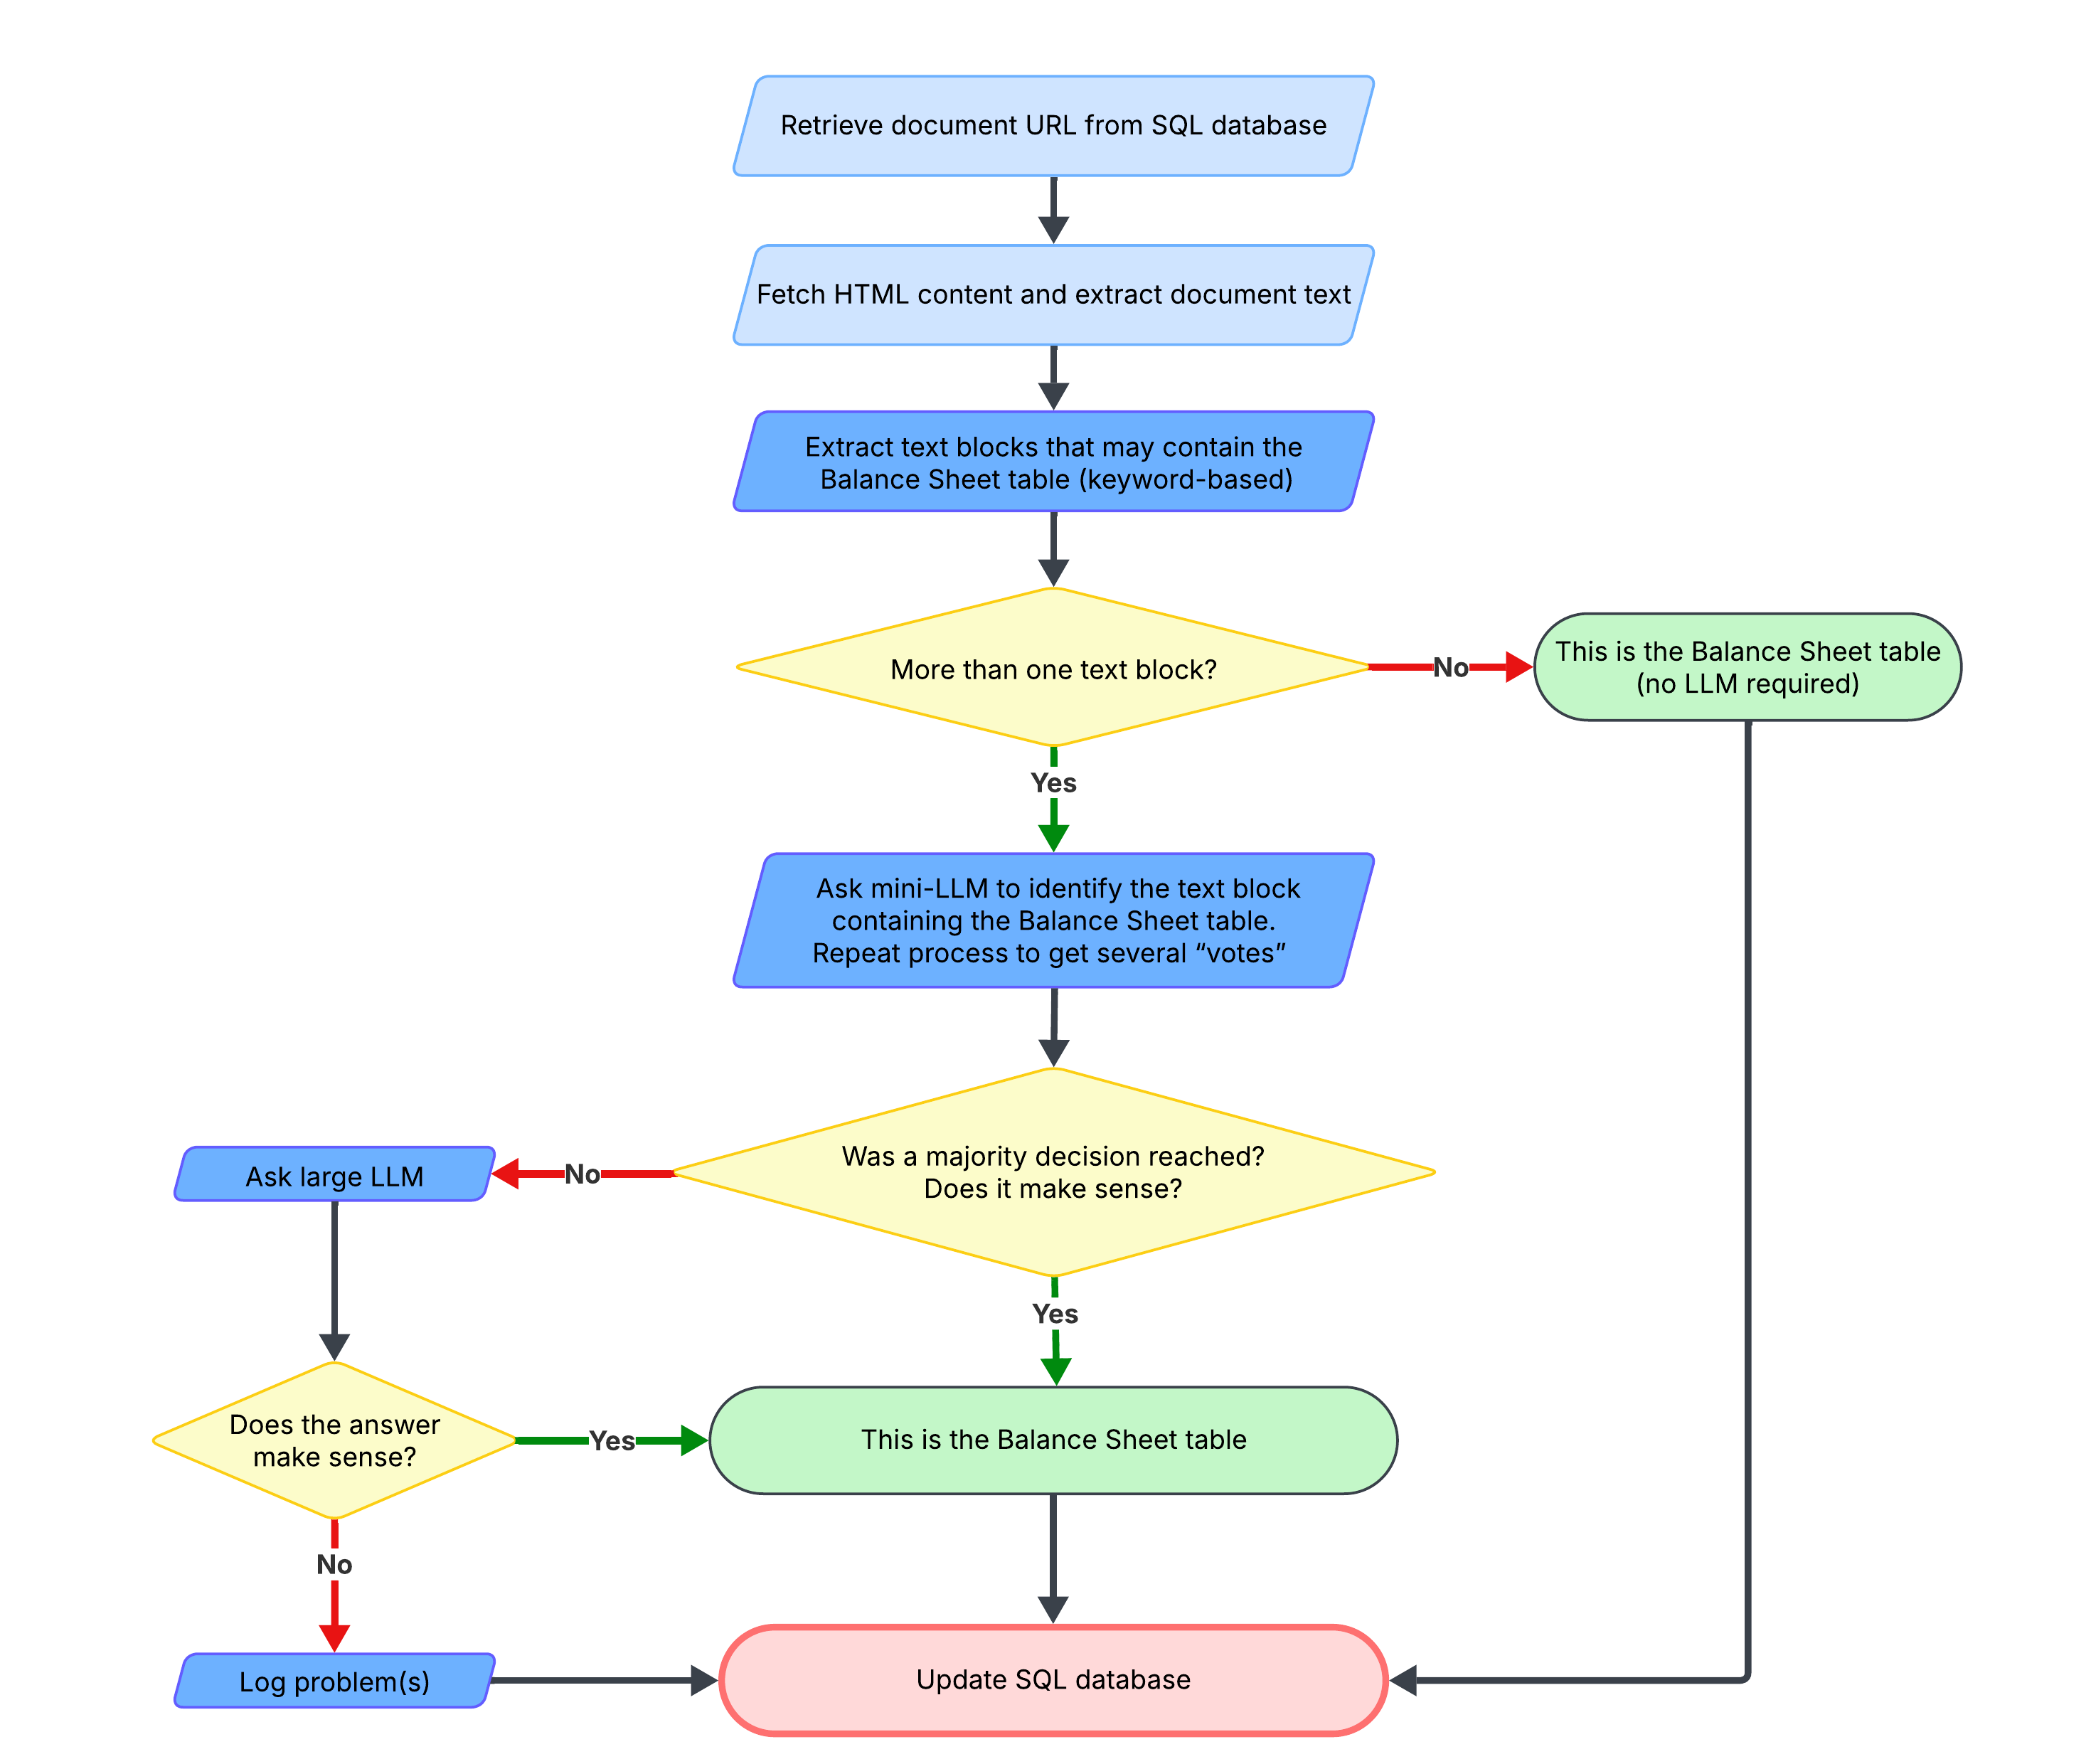 Retrieve document URL from SQL database
Fetch HTML content and extract document text
Extract text blocks that may contain the
Balance Sheet table (keyword-based)
More than one text block?
No
This is the Balance Sheet table
(no LLM required)
Yes
Ask mini-LLM to identify the text block
containing the Balance Sheet table.
Repeat process to get several “votes”
Was a majority decision reached?
Does it make sense?
No
Ask large LLM
Yes
Does the answer
make sense?
Yes
This is the Balance Sheet table
No
Log problem(s)
Update SQL database